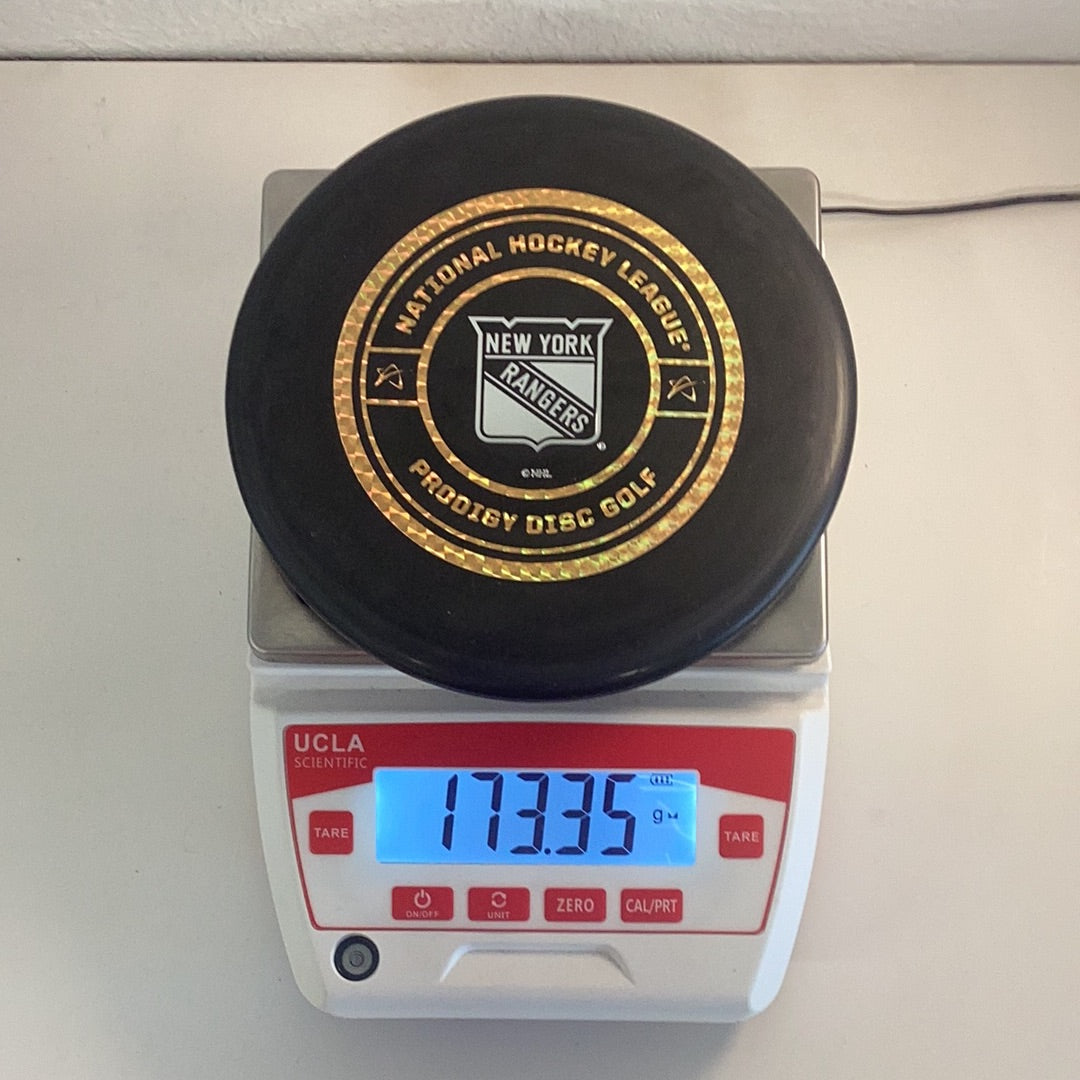 NATIONAL HOCKEY LEAGUE®
NEW YORK
RANGERS
©NHL
PRODIGY DISC GOLF
UCLA
SCIENTIFIC
173.35 g
TARE
TARE
ON/OFF
UNIT
ZERO
CAL/PRT